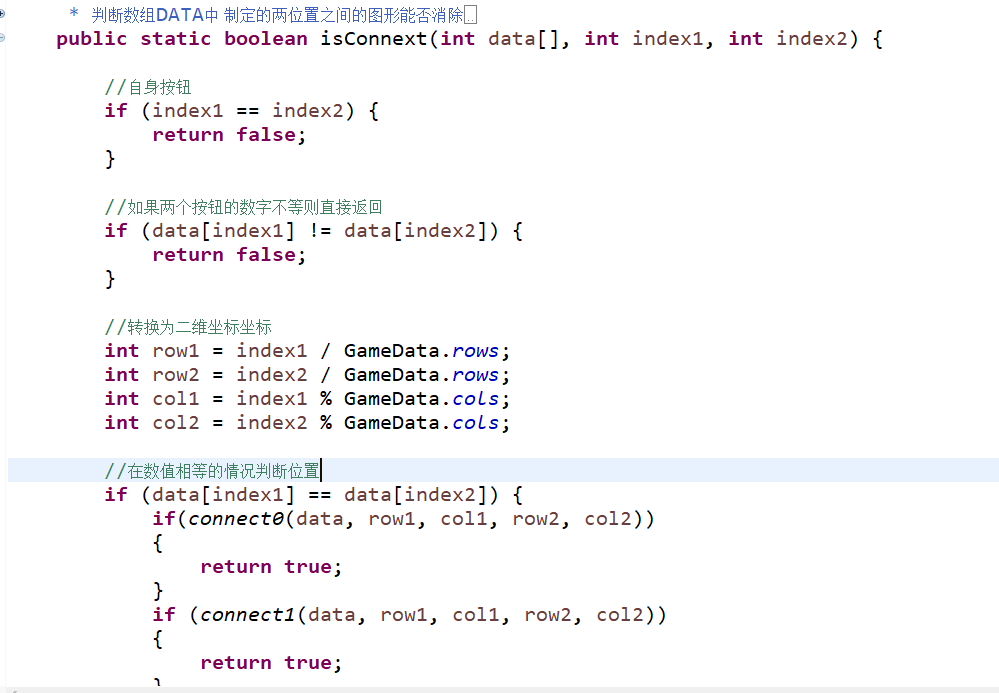 * 判断数组DATA中 制定的两位置之间的图形能否消除..
public static boolean isConnext(int data[], int index1, int index2) {
//自身按钮
if (index1 == index2) {
return false;
}
//如果两个按钮的数字不等则直接返回
if (data[index1] != data[index2]) {
return false;
}
//转换为二维坐标坐标
int row1 = index1 / GameData.rows;
int row2 = index2 / GameData.rows;
int col1 = index1 % GameData.cols;
int col2 = index2 % GameData.cols;
//在数值相等的情况判断位置
if (data[index1] == data[index2]) {
if(connect0(data, row1, col1, row2, col2))
{
return true;
}
if (connect1(data, row1, col1, row2, col2))
{
return true;
}